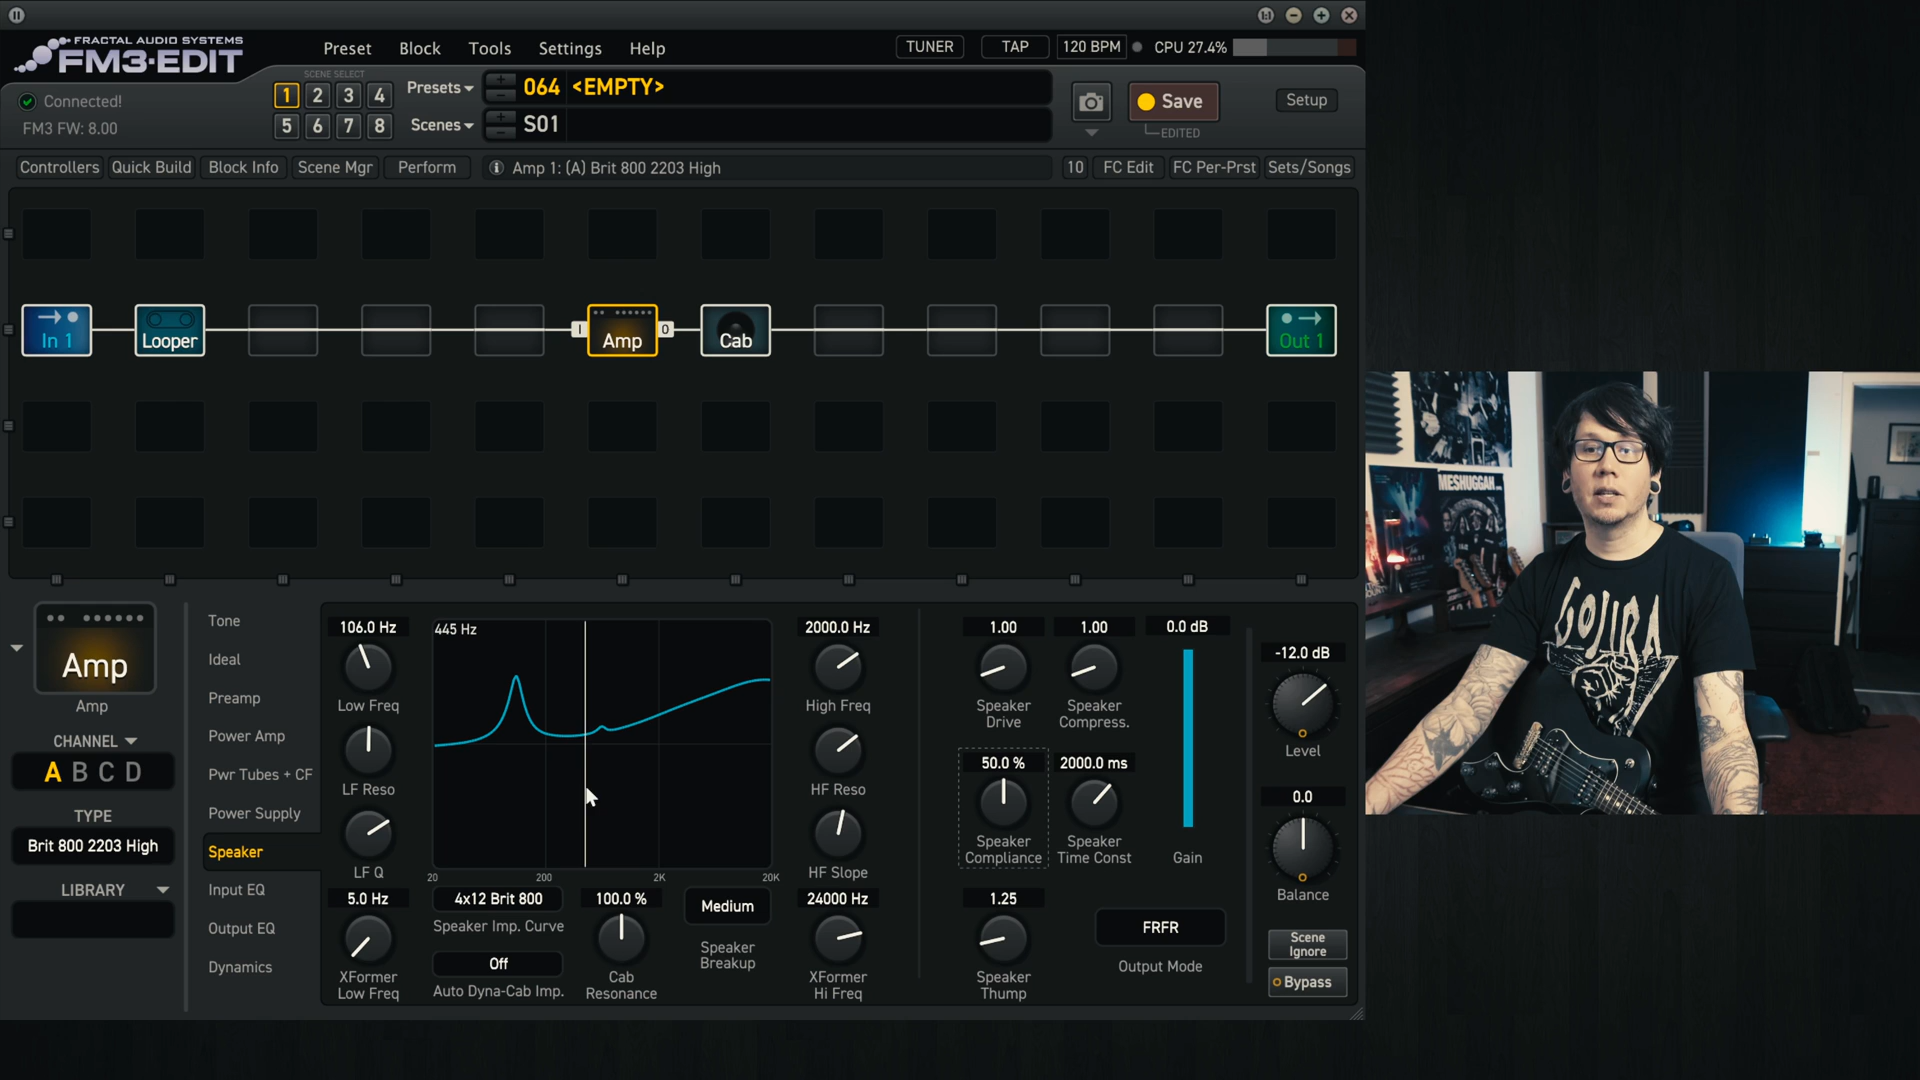 FRACTAL AUDIO SYSTEMS
FM3·EDIT
Preset Block Tools Settings Help
TUNER TAP 120 BPM CPU 27.4%
Connected!
FM3 FW: 8.00
SCENE SELECT
1 2 3 4
5 6 7 8
Presets 064 <EMPTY>
Scenes S01
Save
EDITED
Setup
Controllers Quick Build Block Info Scene Mgr Perform
Amp 1: (A) Brit 800 2203 High
10 FC Edit FC Per-Prst Sets/Songs
In 1 Looper I Amp O Cab Out 1
Amp
Amp
CHANNEL
A B C D
TYPE
Brit 800 2203 High
LIBRARY
Tone
Ideal
Preamp
Power Amp
Pwr Tubes + CF
Power Supply
Speaker
Input EQ
Output EQ
Dynamics
106.0 Hz
Low Freq
LF Reso
LF Q
5.0 Hz
XFormer
Low Freq
445 Hz
20 200 2K 20K
4x12 Brit 800
Speaker Imp. Curve
Off
Auto Dyna-Cab Imp.
100.0 %
Cab
Resonance
Medium
Speaker
Breakup
2000.0 Hz
High Freq
HF Reso
HF Slope
24000 Hz
XFormer
Hi Freq
1.00
Speaker
Drive
1.00
Speaker
Compress.
0.0 dB
Gain
50.0 %
Speaker
Compliance
2000.0 ms
Speaker
Time Const
1.25
Speaker
Thump
FRFR
Output Mode
-12.0 dB
Level
0.0
Balance
Scene
Ignore
Bypass
MESHUGGAH
GOJIRA